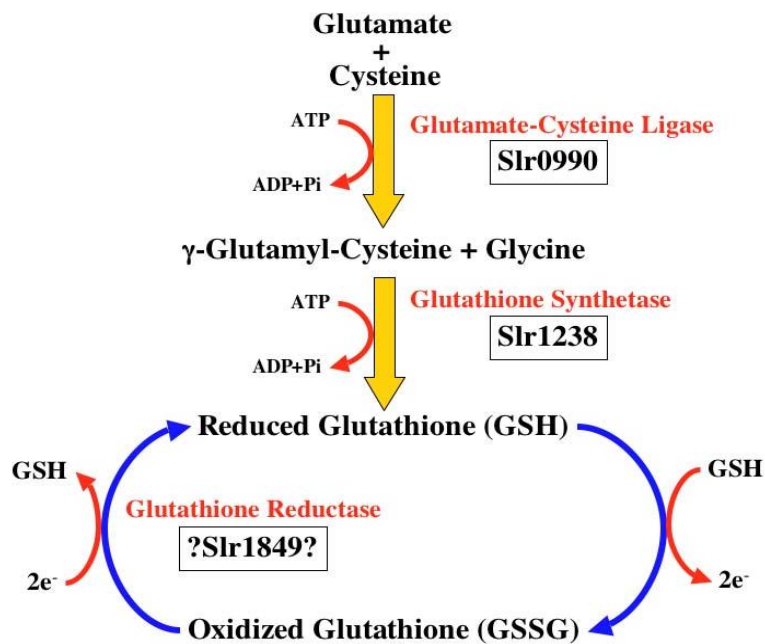 Glutamate
+
Cysteine
ATP
Glutamate-Cysteine Ligase
Slr0990
ADP+Pi
γ-Glutamyl-Cysteine + Glycine
ATP
Glutathione Synthetase
Slr1238
ADP+Pi
Reduced Glutathione (GSH)
GSH
GSH
Glutathione Reductase
?Slr1849?
2e-
2e-
Oxidized Glutathione (GSSG)